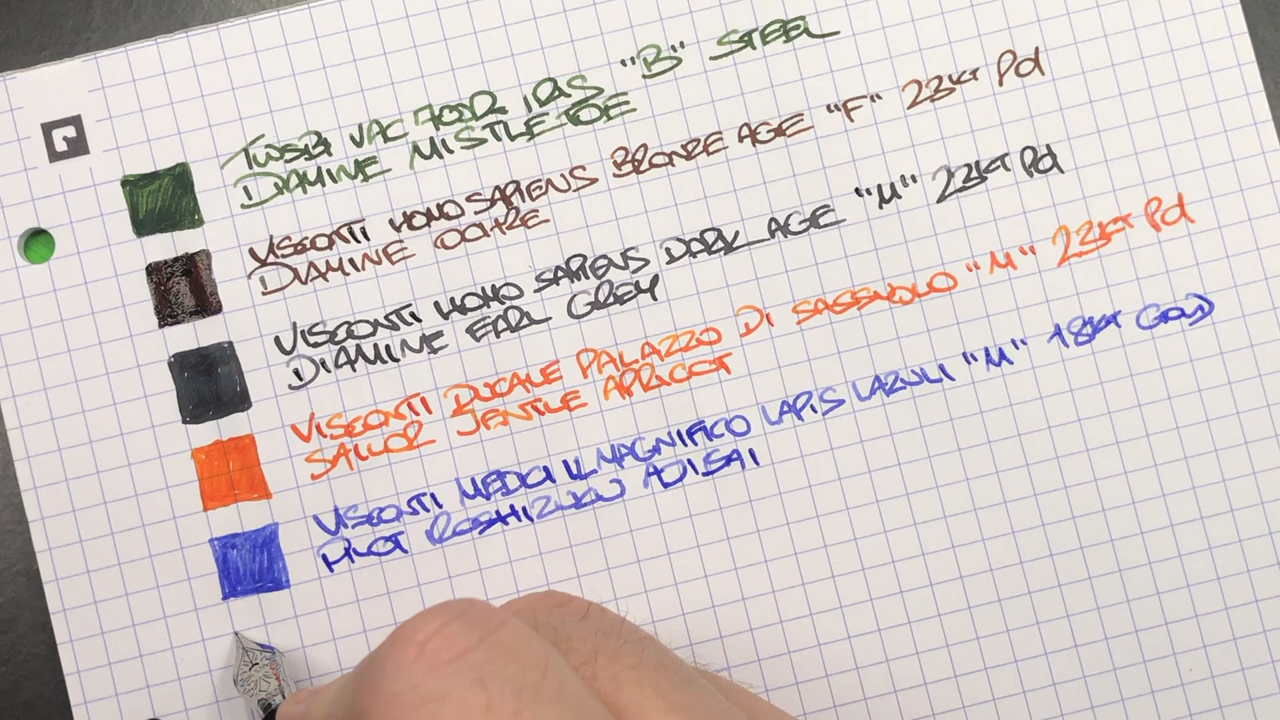 TWSBI VAC 700R IRIS "B" STEEL
DIAMINE MISTLETOE
VISCONTI HOMO SAPIENS BRONZE AGE "F" 23KT Pd
DIAMINE OCHRE
VISCONTI HOMO SAPIENS DARK AGE "M" 23KT Pd
DIAMINE EARL GREY
VISCONTI DUCALE PALAZZO DI SASSUOLO "M" 23KT Pd
SAILOR JENTLE APRICOT
VISCONTI MEDICI IL MAGNIFICO LAPIS LAZULI "M" 18KT GOLD
PILOT IROSHIZUKU AJISAI